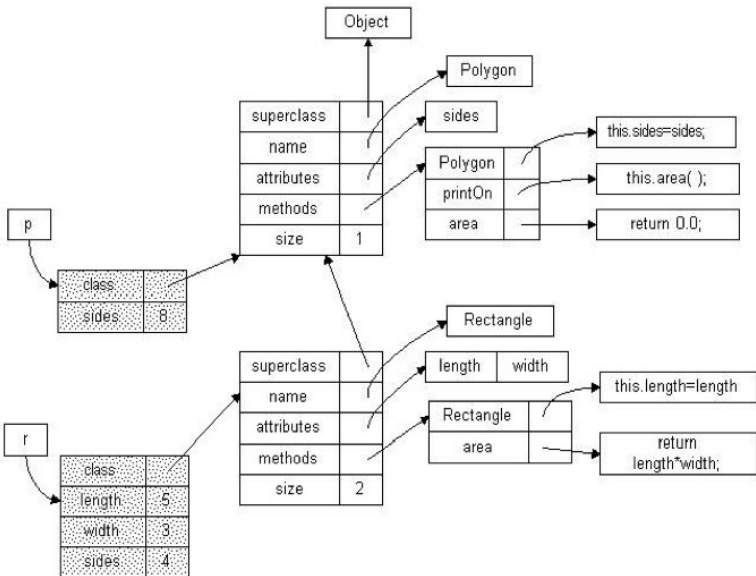 Object
Polygon
superclass
name
attributes
methods
size 1
sides
Polygon
printOn
area
this.sides=sides;
this.area( );
return 0.0;
p
class
sides 8
Rectangle
superclass
name
attributes
methods
size 2
length width
Rectangle
area
this.length=length
return
length*width;
r
class
length 5
width 3
sides 4